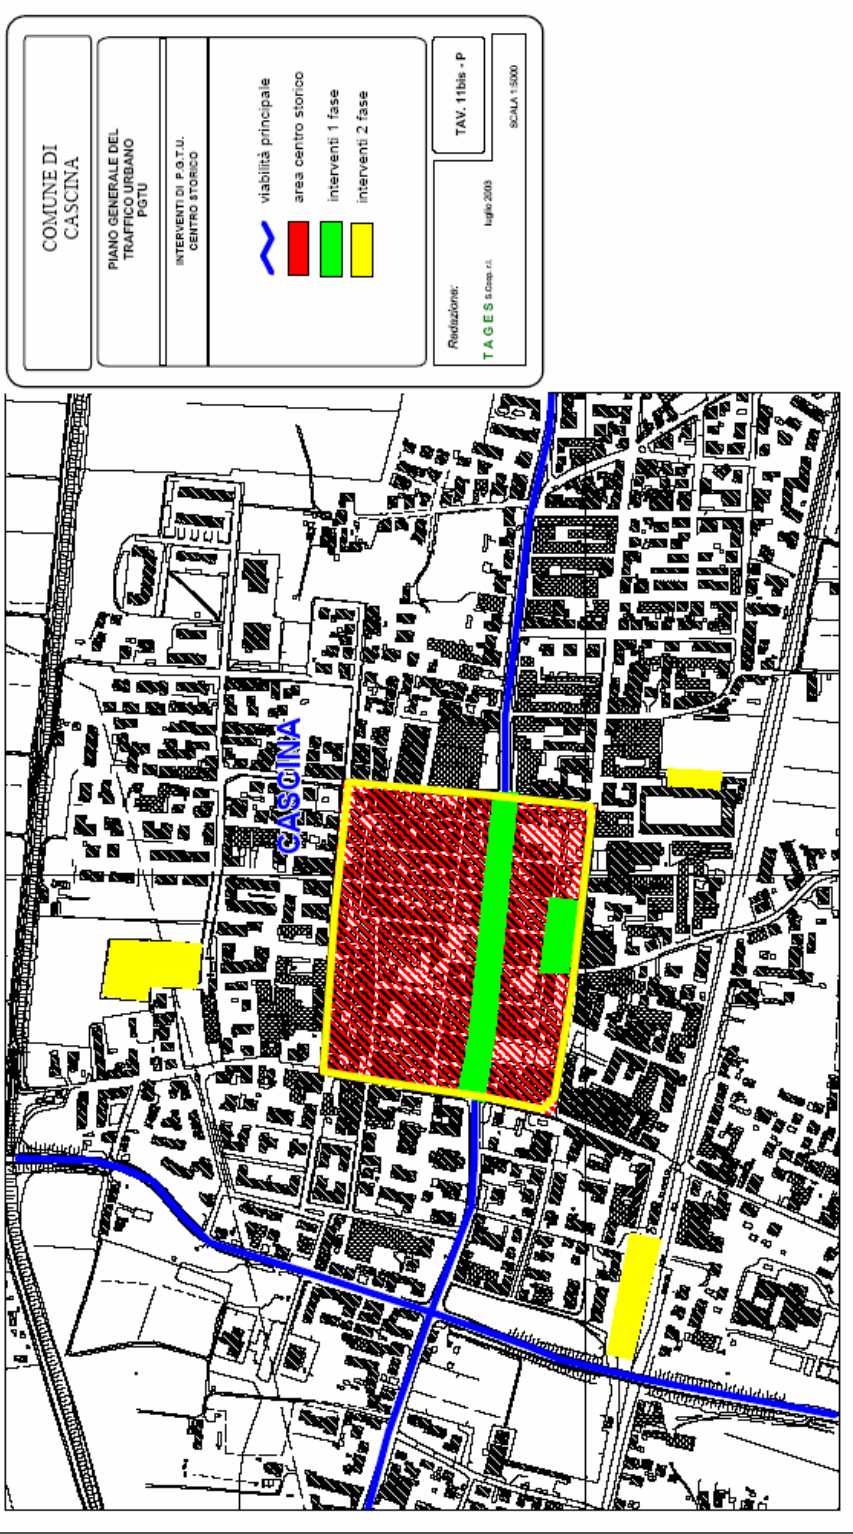 COMUNE DI
CASCINA
PIANO GENERALE DEL
TRAFFICO URBANO
PGTU
INTERVENTI DI P.G.T.U.
CENTRO STORICO
viabilità principale
area centro storico
interventi 1 fase
interventi 2 fase
Redazione:
TAGES S.Coop. r.l.
luglio 2003
TAV. 11bis - P
SCALA 1:5000
CASCINA